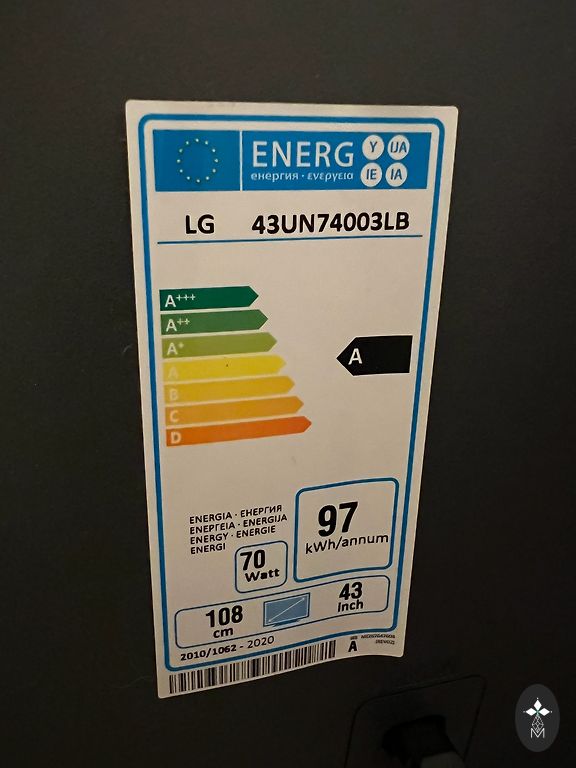 ENERG Y IJA
енергия · ενεργεια IE IA
LG 43UN74003LB
A+++
A++
A+
A
B
C
D
A
ENERGIA · ЕНЕРГИЯ
ΕΝΕΡΓΕΙΑ · ENERGIJA
ENERGY · ENERGIE
ENERGI
70
Watt
97
kWh/annum
108
cm
43
Inch
2010/1062 - 2020
A
M